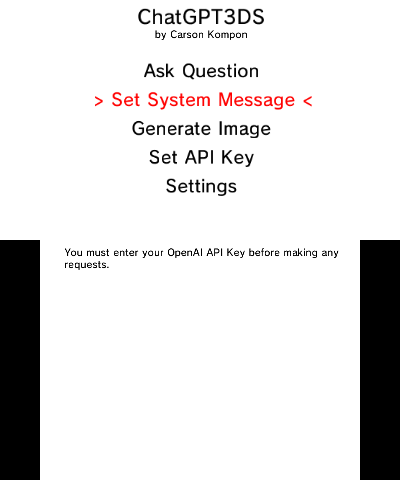 ChatGPT3DS
by Carson Kompon
Ask Question
> Set System Message <
Generate Image
Set API Key
Settings
You must enter your OpenAI API Key before making any
requests.